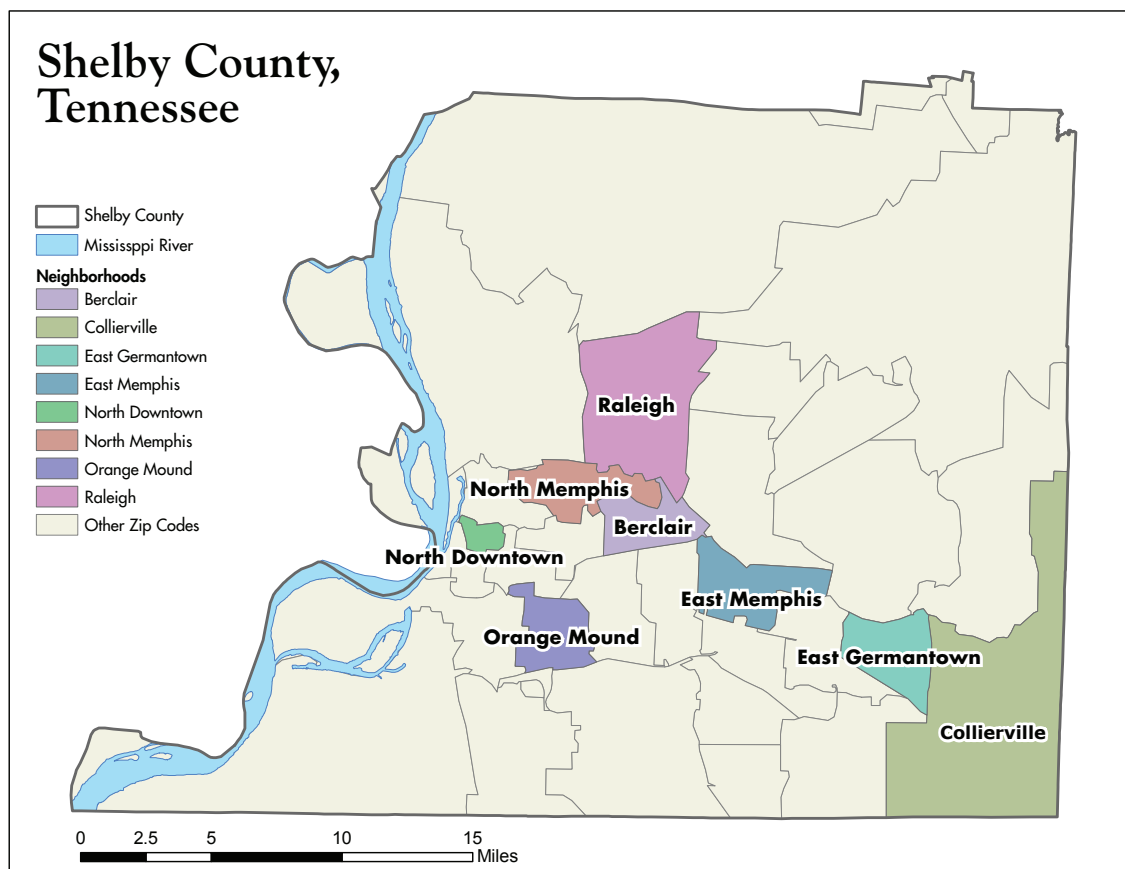 Shelby County,
Tennessee
Shelby County
Mississppi River
Neighborhoods
Berclair
Collierville
East Germantown
East Memphis
North Downtown
North Memphis
Orange Mound
Raleigh
Other Zip Codes
Raleigh
North Memphis
Berclair
North Downtown
East Memphis
Orange Mound
East Germantown
Collierville
0 2.5 5 10 15
Miles